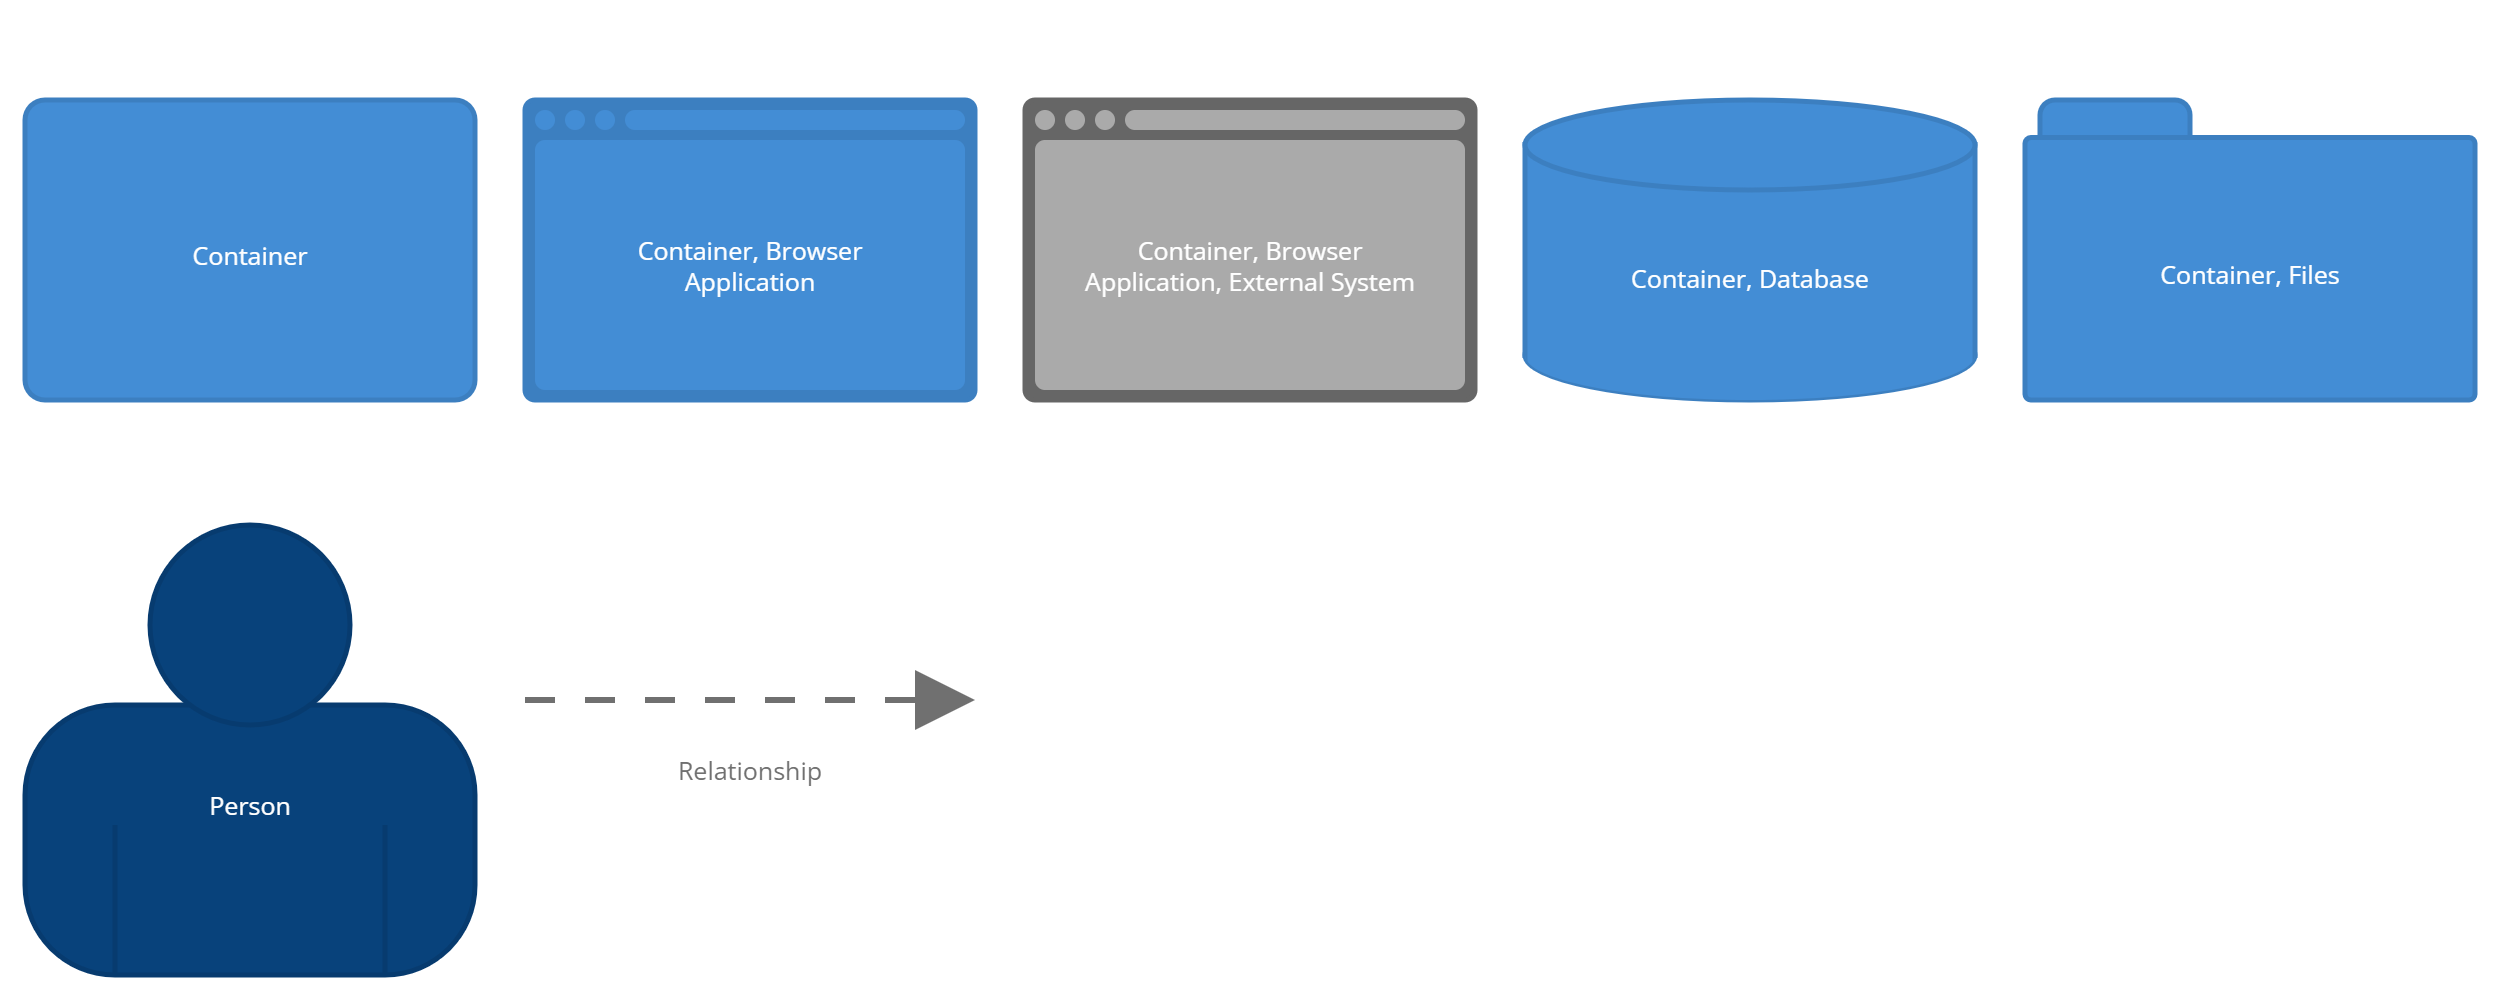 Container
Container, Browser
Application
Container, Browser
Application, External System
Container, Database
Container, Files
Person
Relationship